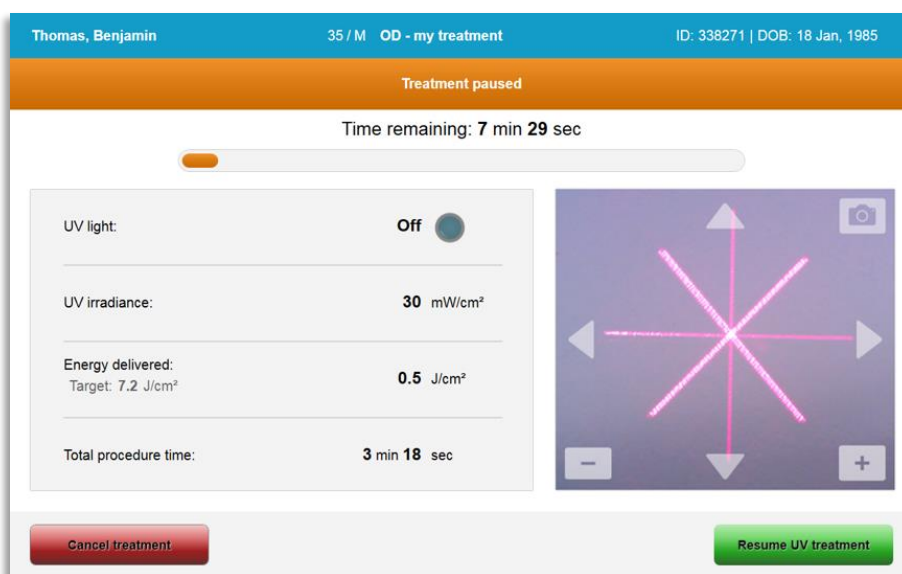 Thomas, Benjamin 35 / M OD - my treatment ID: 338271 | DOB: 18 Jan, 1985
Treatment paused
Time remaining: 7 min 29 sec
UV light: Off
UV irradiance: 30 mW/cm²
Energy delivered:
Target: 7.2 J/cm² 0.5 J/cm²
Total procedure time: 3 min 18 sec
− +
Cancel treatment Resume UV treatment